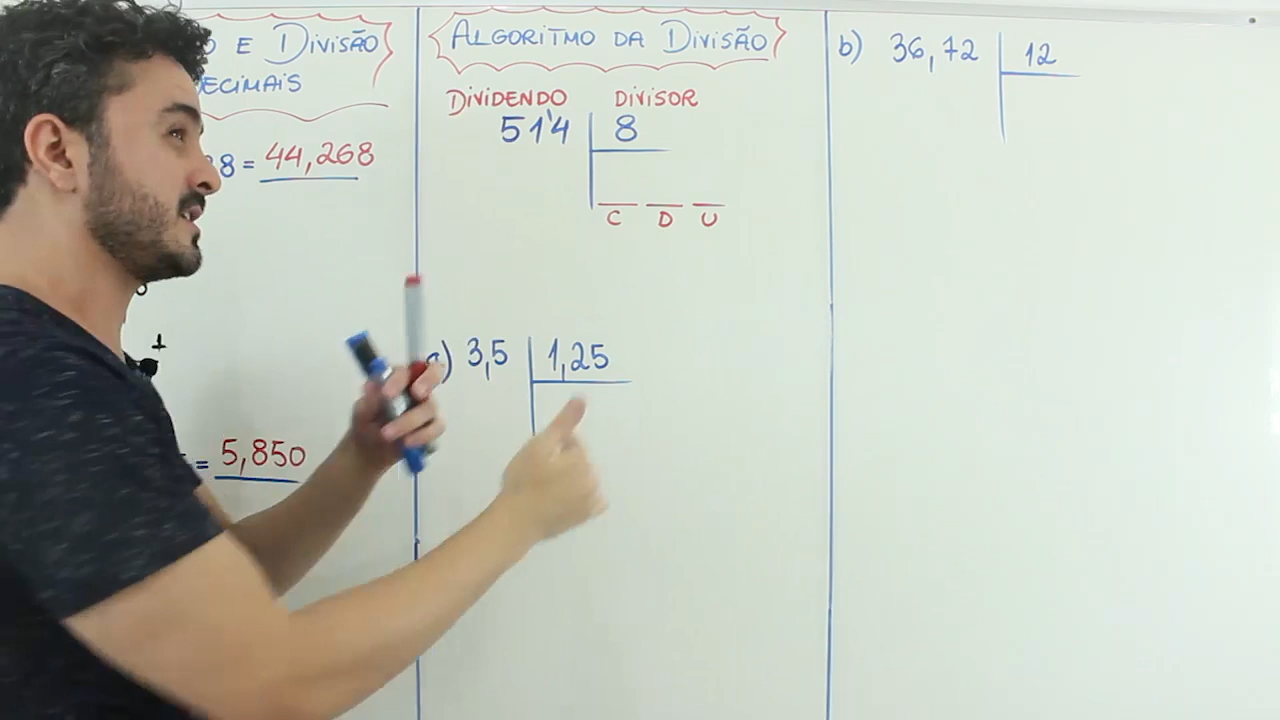 E DIVISÃO
ECIMAIS
8 = 44,268
= 5,850
ALGORITMO DA DIVISÃO
DIVIDENDO DIVISOR
514 8
C D U
a) 3,5 1,25
b) 36,72 12